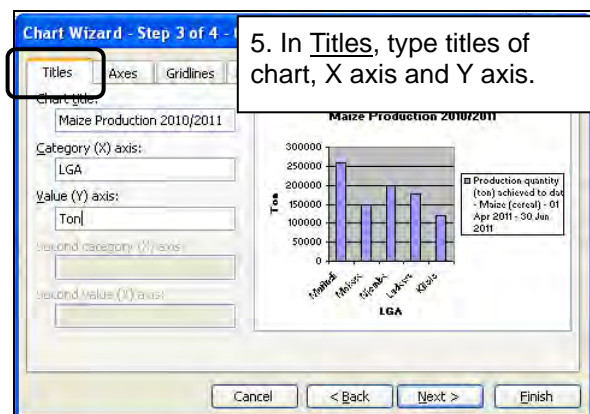 Chart Wizard - Step 3 of 4 -
5. In Titles, type titles of
chart, X axis and Y axis.
Titles
Axes
Gridlines
Chart title:
Maize Production 2010/2011
Category (X) axis:
LGA
Value (Y) axis:
Ton
Second category (X) axis:
Second value (Y) axis:
Maize Production 2010/2011
300000
250000
200000
150000
100000
50000
0
Ton
LGA
Production quantity
(ton) achieved to dat
- Maize (cereal) - 01
Apr 2011 - 30 Jun
2011
Cancel
< Back
Next >
Finish